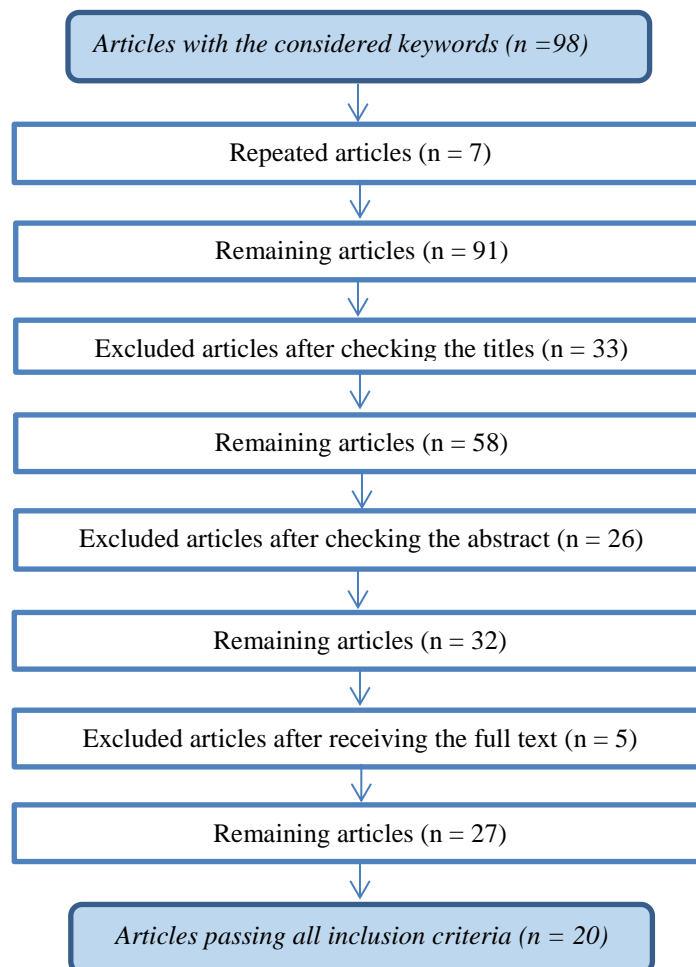 Articles with the considered keywords (n =98)
Repeated articles (n = 7)
Remaining articles (n = 91)
Excluded articles after checking the titles (n = 33)
Remaining articles (n = 58)
Excluded articles after checking the abstract (n = 26)
Remaining articles (n = 32)
Excluded articles after receiving the full text (n = 5)
Remaining articles (n = 27)
Articles passing all inclusion criteria (n = 20)